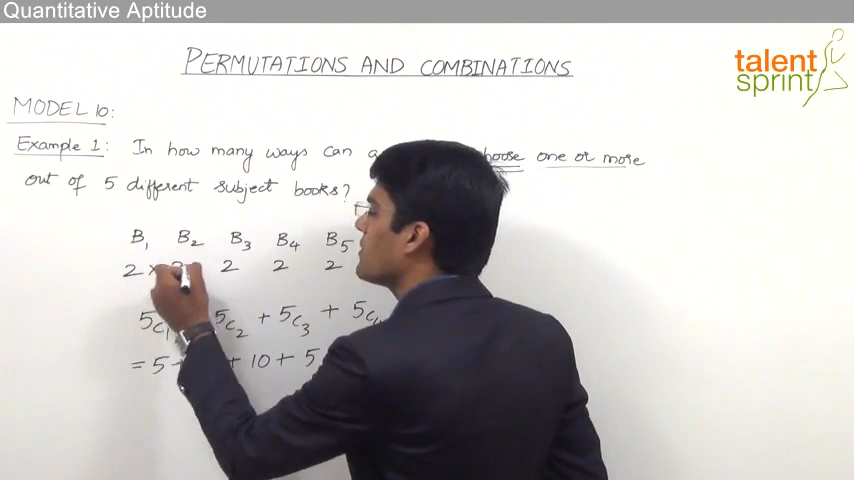 Quantitative Aptitude
talent
sprint
PERMUTATIONS AND COMBINATIONS
MODEL 10:
Example 1: In how many ways can a choose one or more
out of 5 different subject books?
B₁ B₂ B₃ B₄ B₅
2 × 2 2 2 2
5C₁ 5C₂ + 5C₃ + 5C₄
= 5 + + 10 + 5